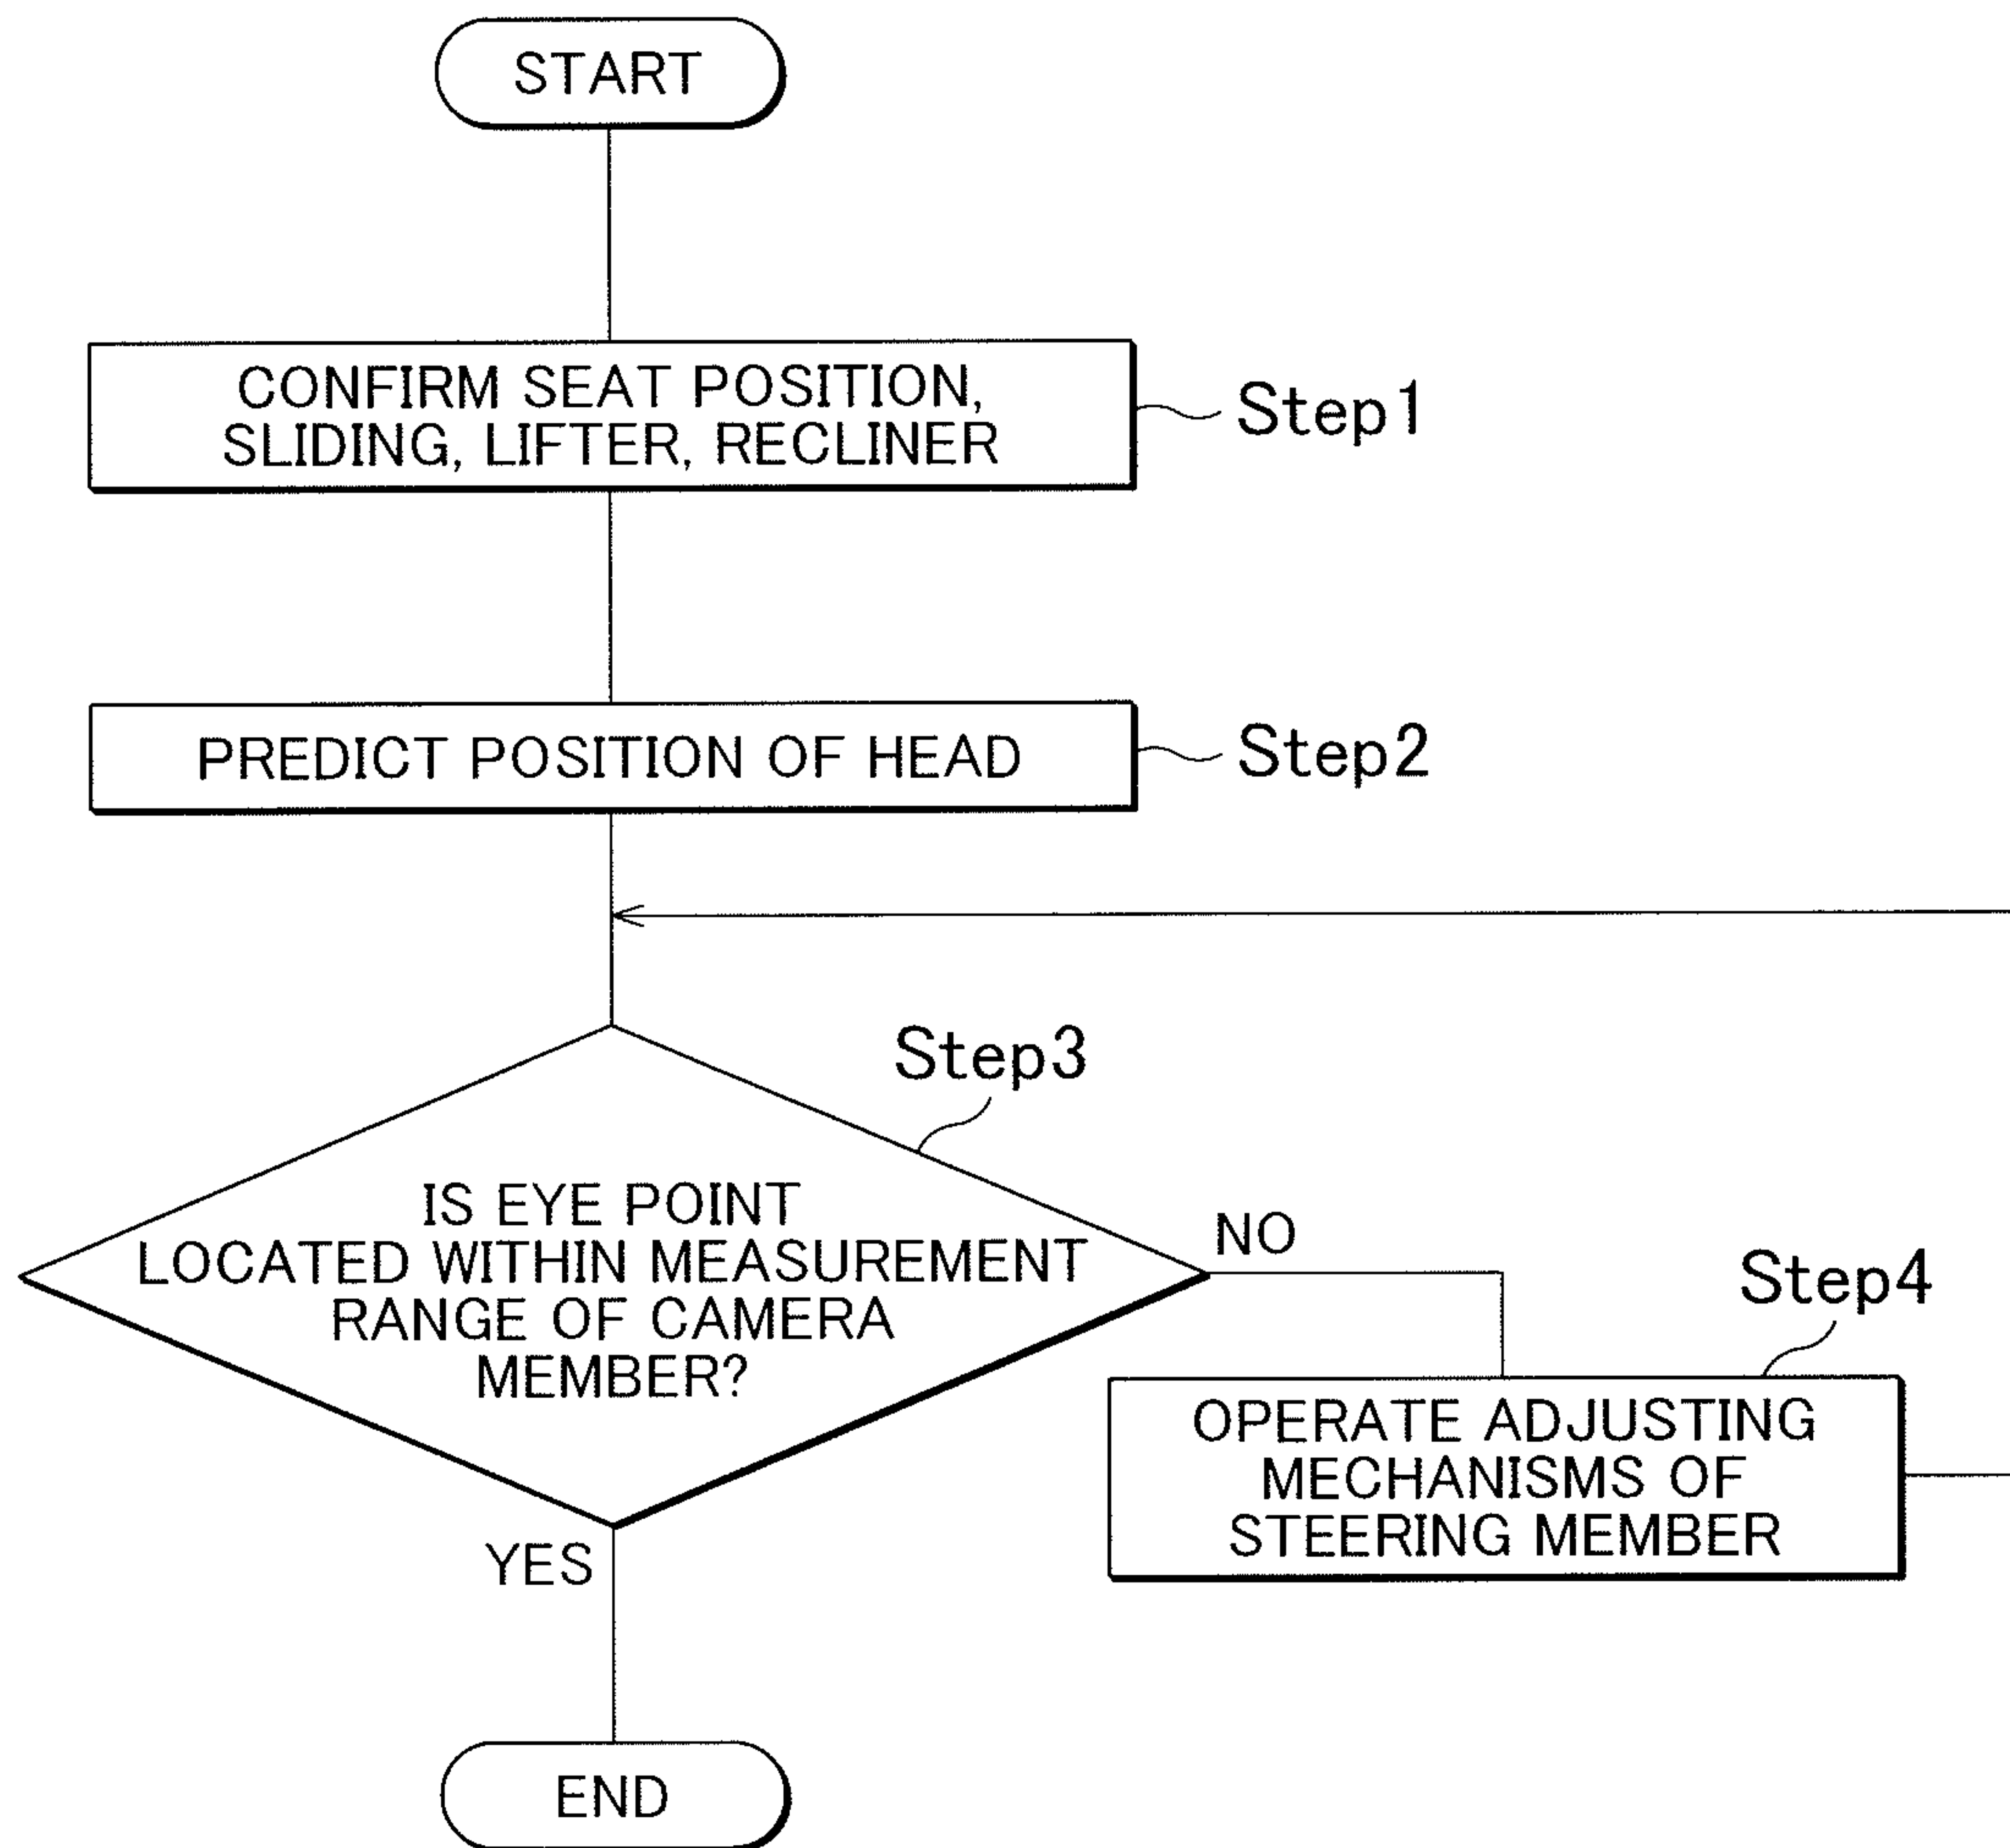 START
CONFIRM SEAT POSITION,
SLIDING, LIFTER, RECLINER
Step1
PREDICT POSITION OF HEAD
Step2
Step3
IS EYE POINT
LOCATED WITHIN MEASUREMENT
RANGE OF CAMERA
MEMBER?
NO
Step4
OPERATE ADJUSTING
MECHANISMS OF
STEERING MEMBER
YES
END